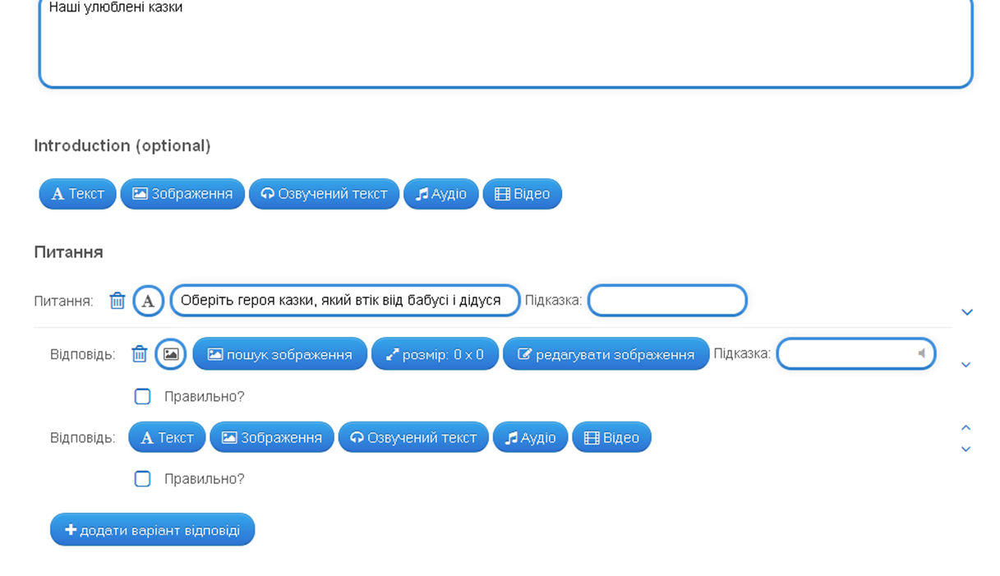 Наші улюблені казки
Introduction (optional)
Текст Зображення Озвучений текст Аудіо Відео
Питання
Питання: A Оберіть героя казки, який втік віід бабусі і дідуся Підказка:
Відповідь: пошук зображення розмір: 0 x 0 редагувати зображення Підказка:
Правильно?
Відповідь: Текст Зображення Озвучений текст Аудіо Відео
Правильно?
додати варіант відповіді